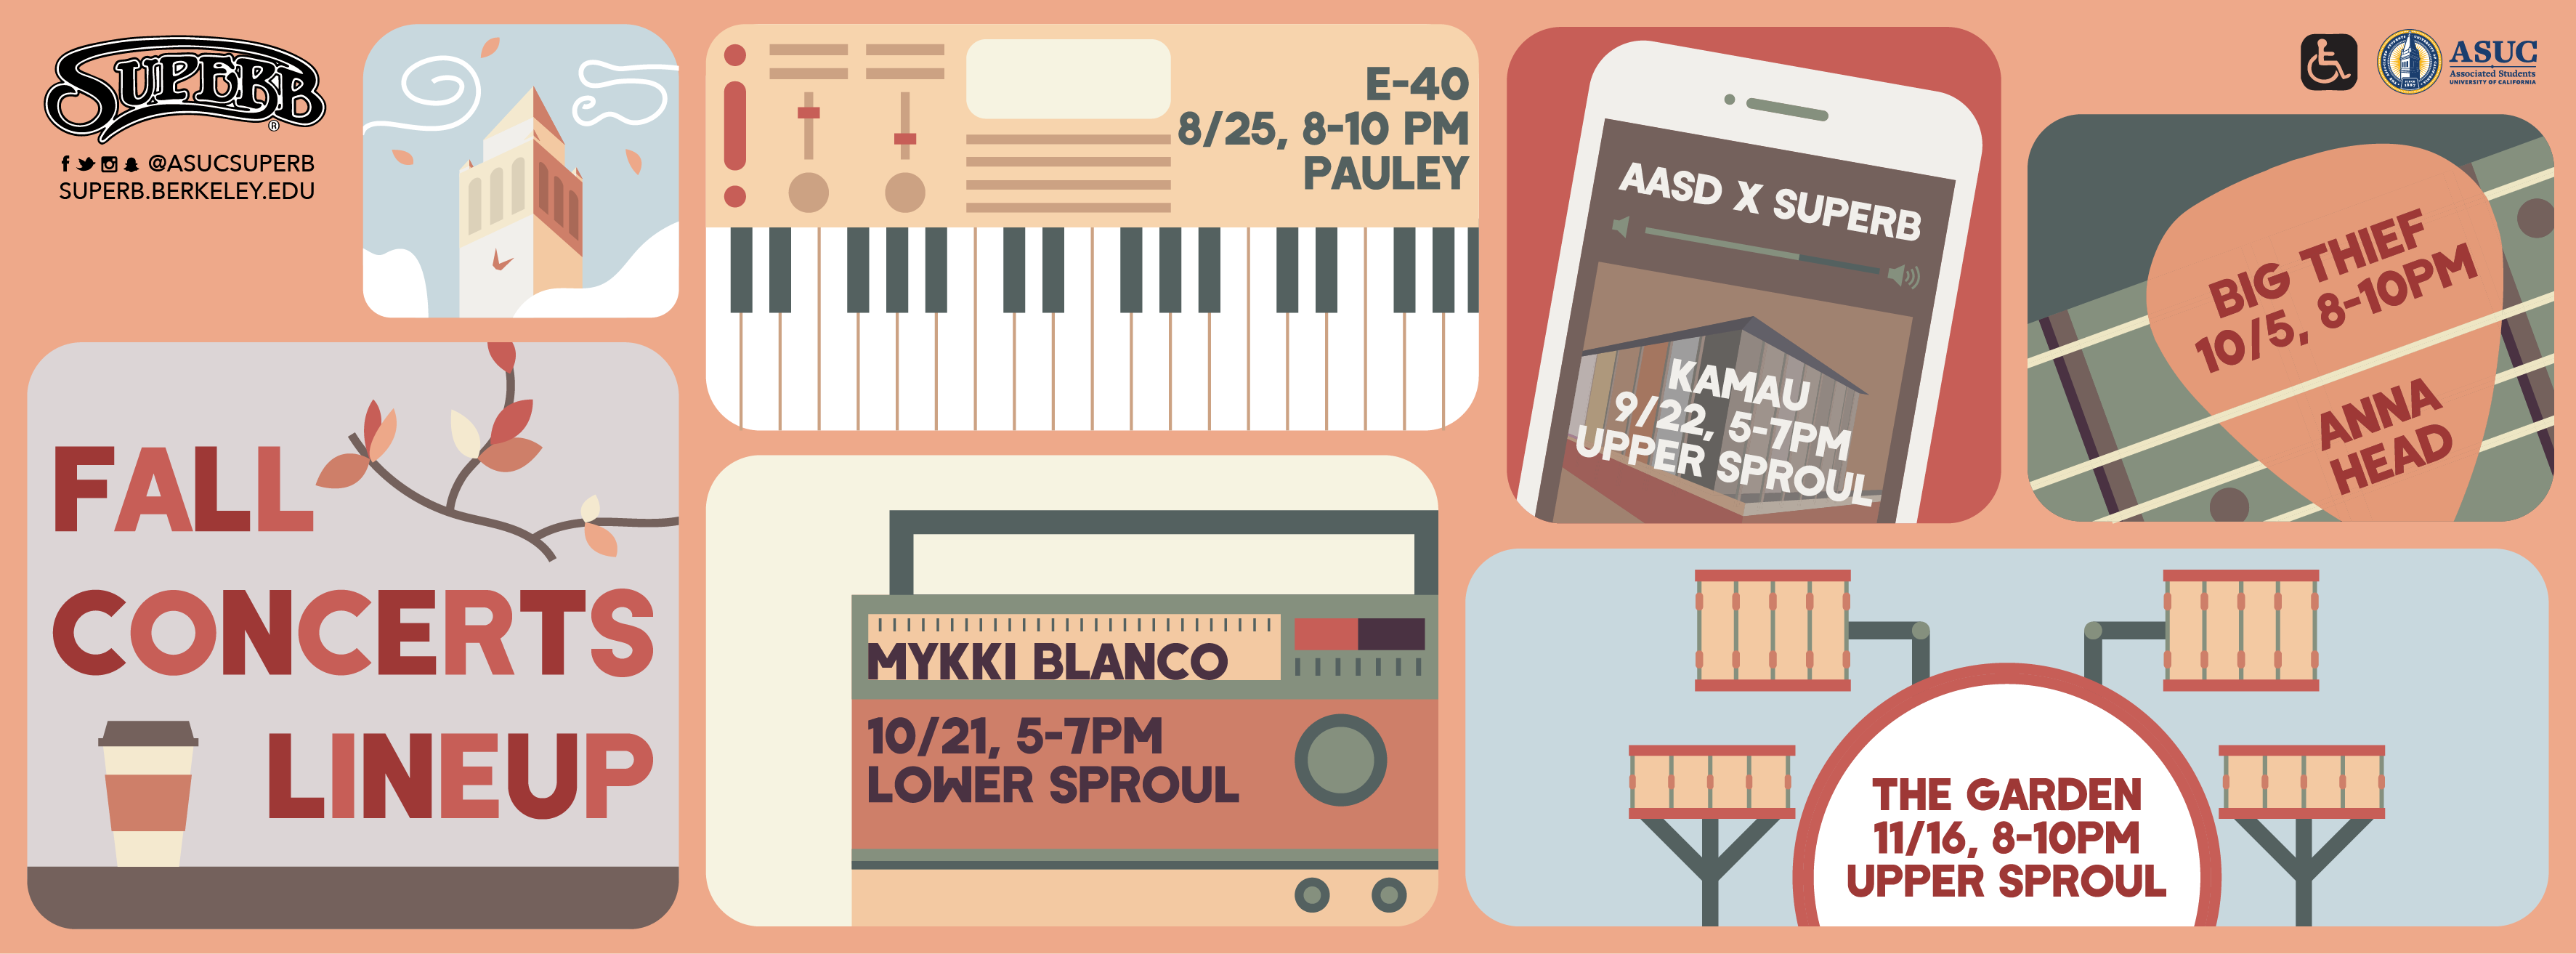 SUPERB
®
@ASUCSUPERB
SUPERB.BERKELEY.EDU
FALL
CONCERTS
LINEUP
E-40
8/25, 8-10 PM
PAULEY
MYKKI BLANCO
10/21, 5-7PM
LOWER SPROUL
AASD X SUPERB
KAMAU
9/22, 5-7PM
UPPER SPROUL
ASUC
Associated Students
UNIVERSITY OF CALIFORNIA
BIG THIEF
10/5, 8-10PM
ANNA
HEAD
THE GARDEN
11/16, 8-10PM
UPPER SPROUL